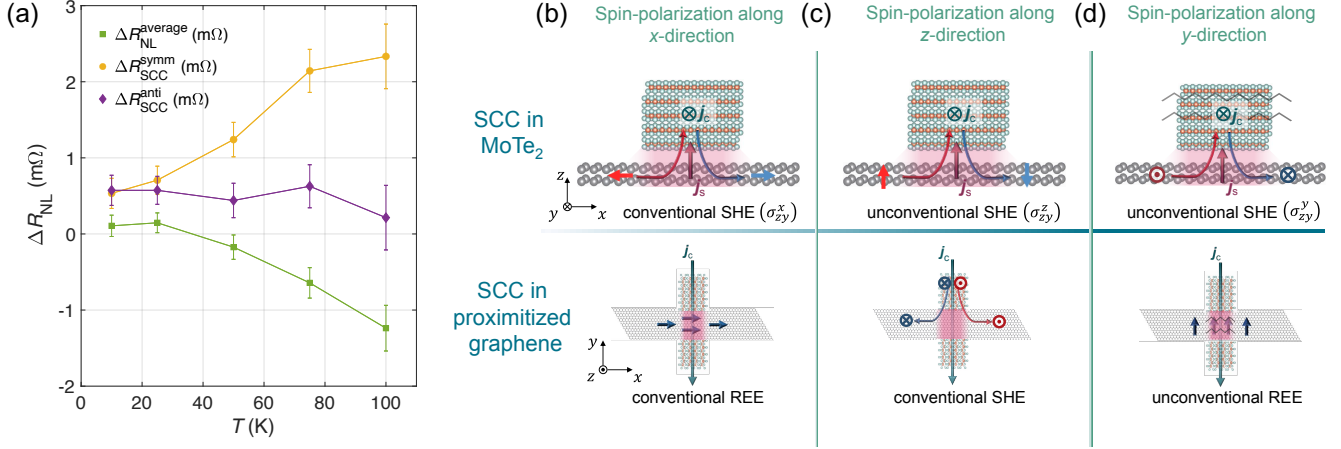 (a)
3
2
1
0
-1
-2
0
20
40
60
80
100
T (K)
ΔR_NL (mΩ)
ΔR_NL^average (mΩ)
ΔR_SCC^symm (mΩ)
ΔR_SCC^anti (mΩ)
(b)
Spin-polarization along
x-direction
(c)
Spin-polarization along
z-direction
(d)
Spin-polarization along
y-direction
SCC in
MoTe₂
j_c
j_s
z
y
x
conventional SHE (σ_zy^x)
j_c
j_s
unconventional SHE (σ_zy^z)
j_c
j_s
unconventional SHE (σ_zy^y)
SCC in
proximitized
graphene
j_c
y
z
x
conventional REE
j_c
conventional SHE
j_c
unconventional REE